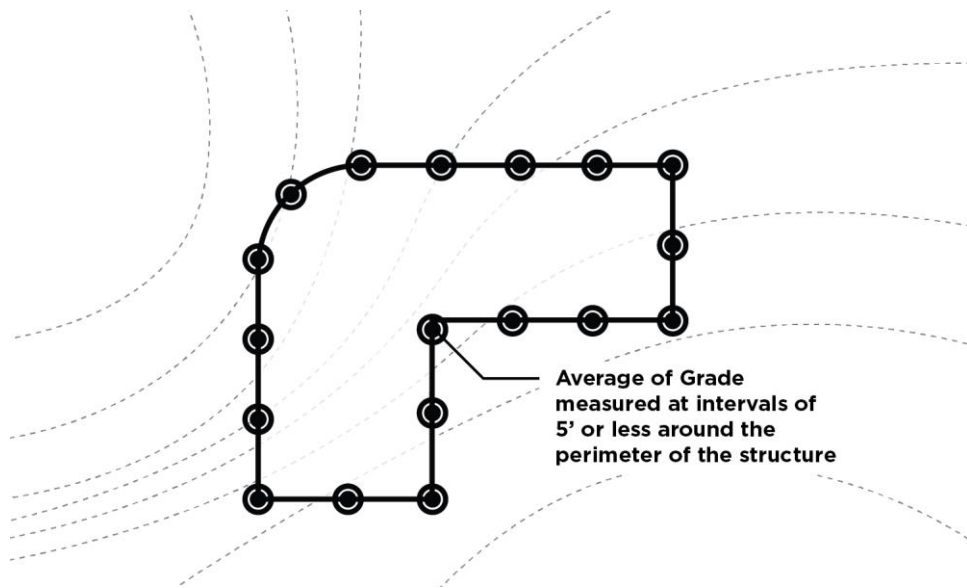 Average of Grade
measured at intervals of
5’ or less around the
perimeter of the structure